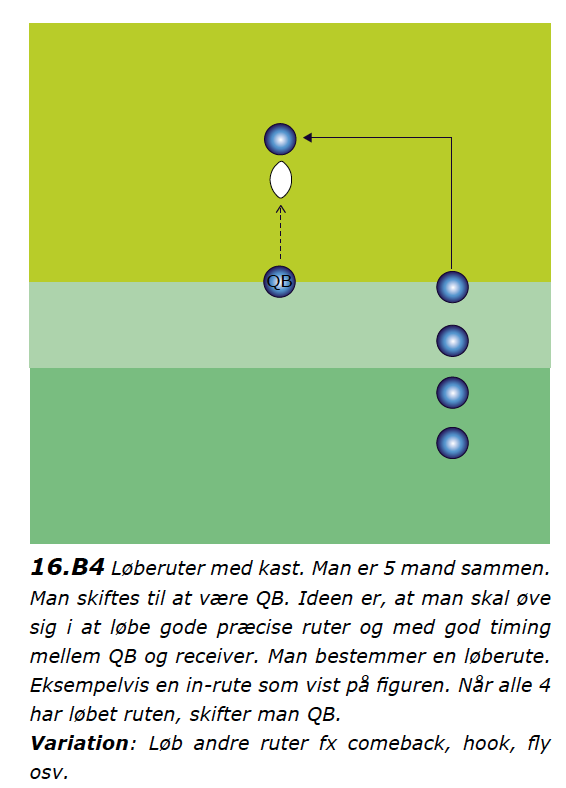 QB
16.B4 Løberuter med kast. Man er 5 mand sammen.
Man skiftes til at være QB. Ideen er, at man skal øve
sig i at løbe gode præcise ruter og med god timing
mellem QB og receiver. Man bestemmer en løberute.
Eksempelvis en in-rute som vist på figuren. Når alle 4
har løbet ruten, skifter man QB.
Variation: Løb andre ruter fx comeback, hook, fly
osv.